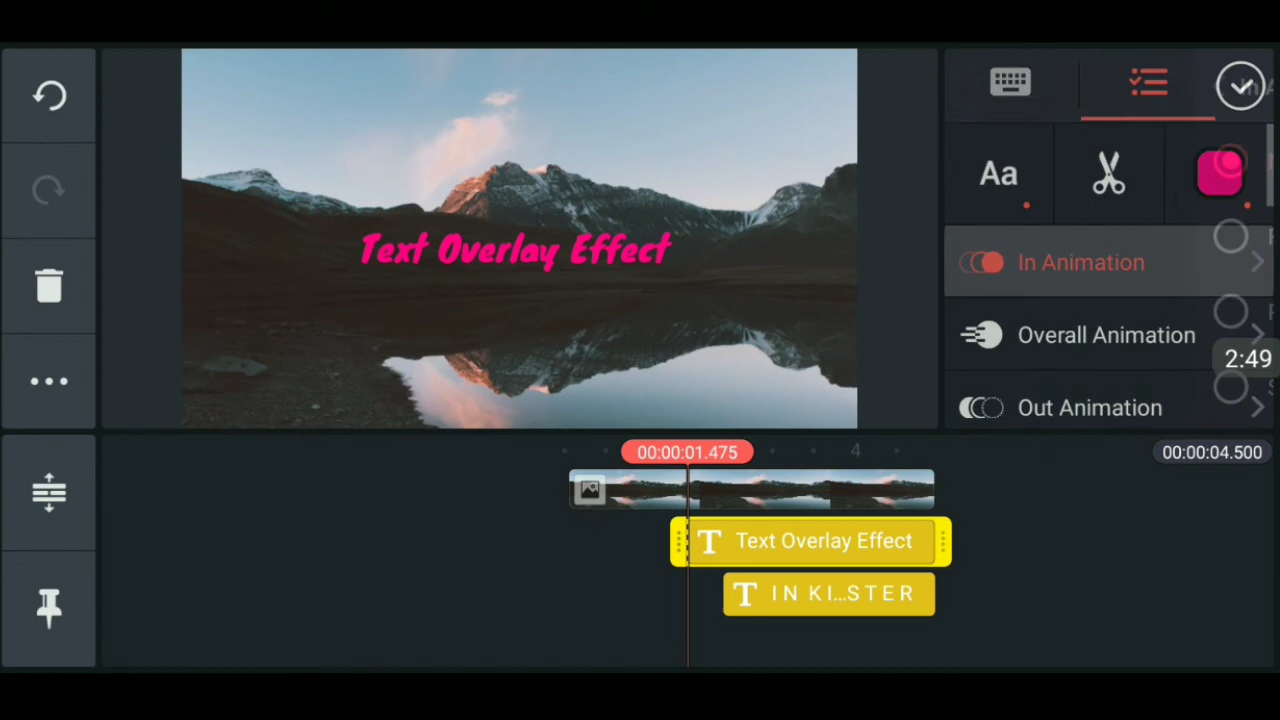 Text Overlay Effect
Aa
In Animation
Overall Animation
2:49
Out Animation
00:00:01.475
4
00:00:04.500
T Text Overlay Effect
T IN KI...STER